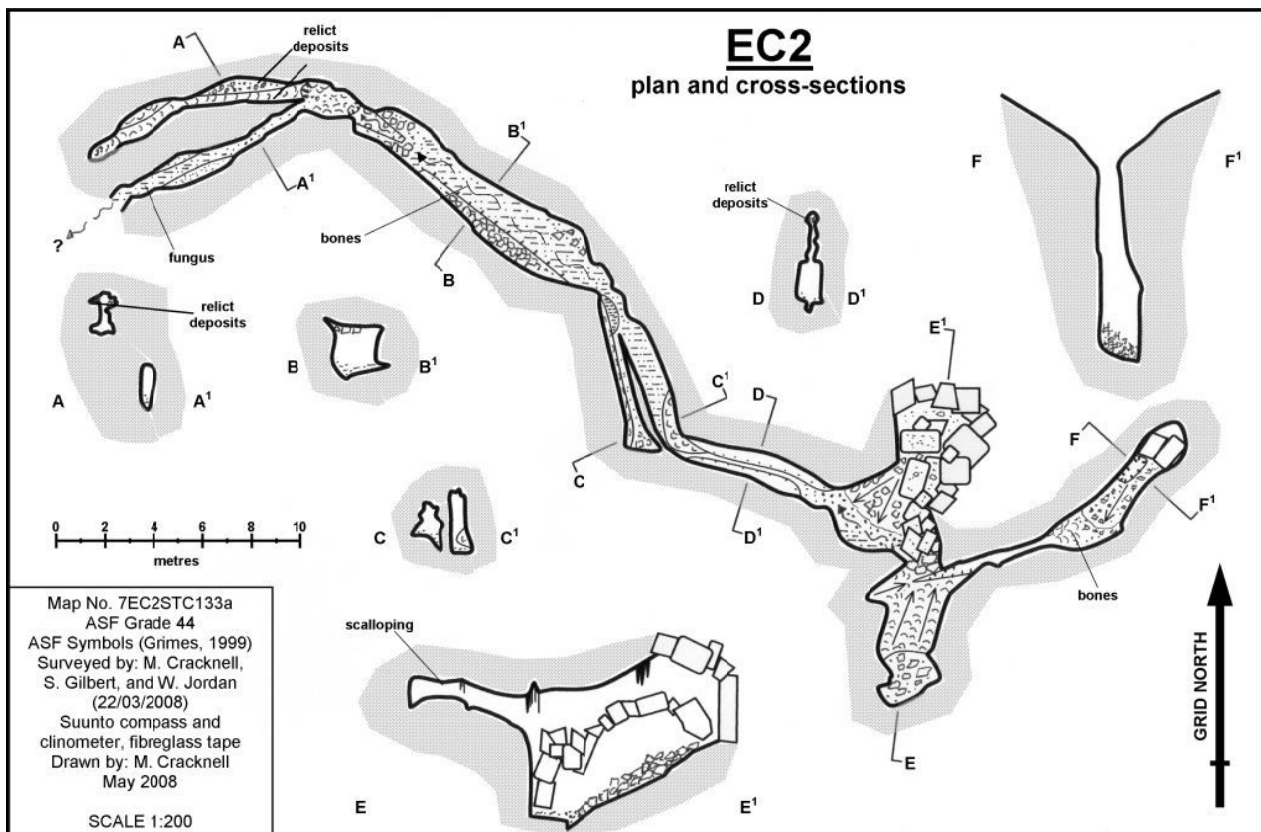 EC2
plan and cross-sections
A
relict
deposits
B¹
F
F¹
A¹
relict
deposits
bones
B
?
fungus
D
D¹
E¹
relict
deposits
B
B¹
A
A¹
C¹
D
F
F¹
C
D¹
0 2 4 6 8 10
metres
C
C¹
bones
Map No. 7EC2STC133a
ASF Grade 44
ASF Symbols (Grimes, 1999)
Surveyed by: M. Cracknell,
S. Gilbert, and W. Jordan
(22/03/2008)
Suunto compass and
clinometer, fibreglass tape
Drawn by: M. Cracknell
May 2008
SCALE 1:200
scalloping
E
E
E¹
GRID NORTH